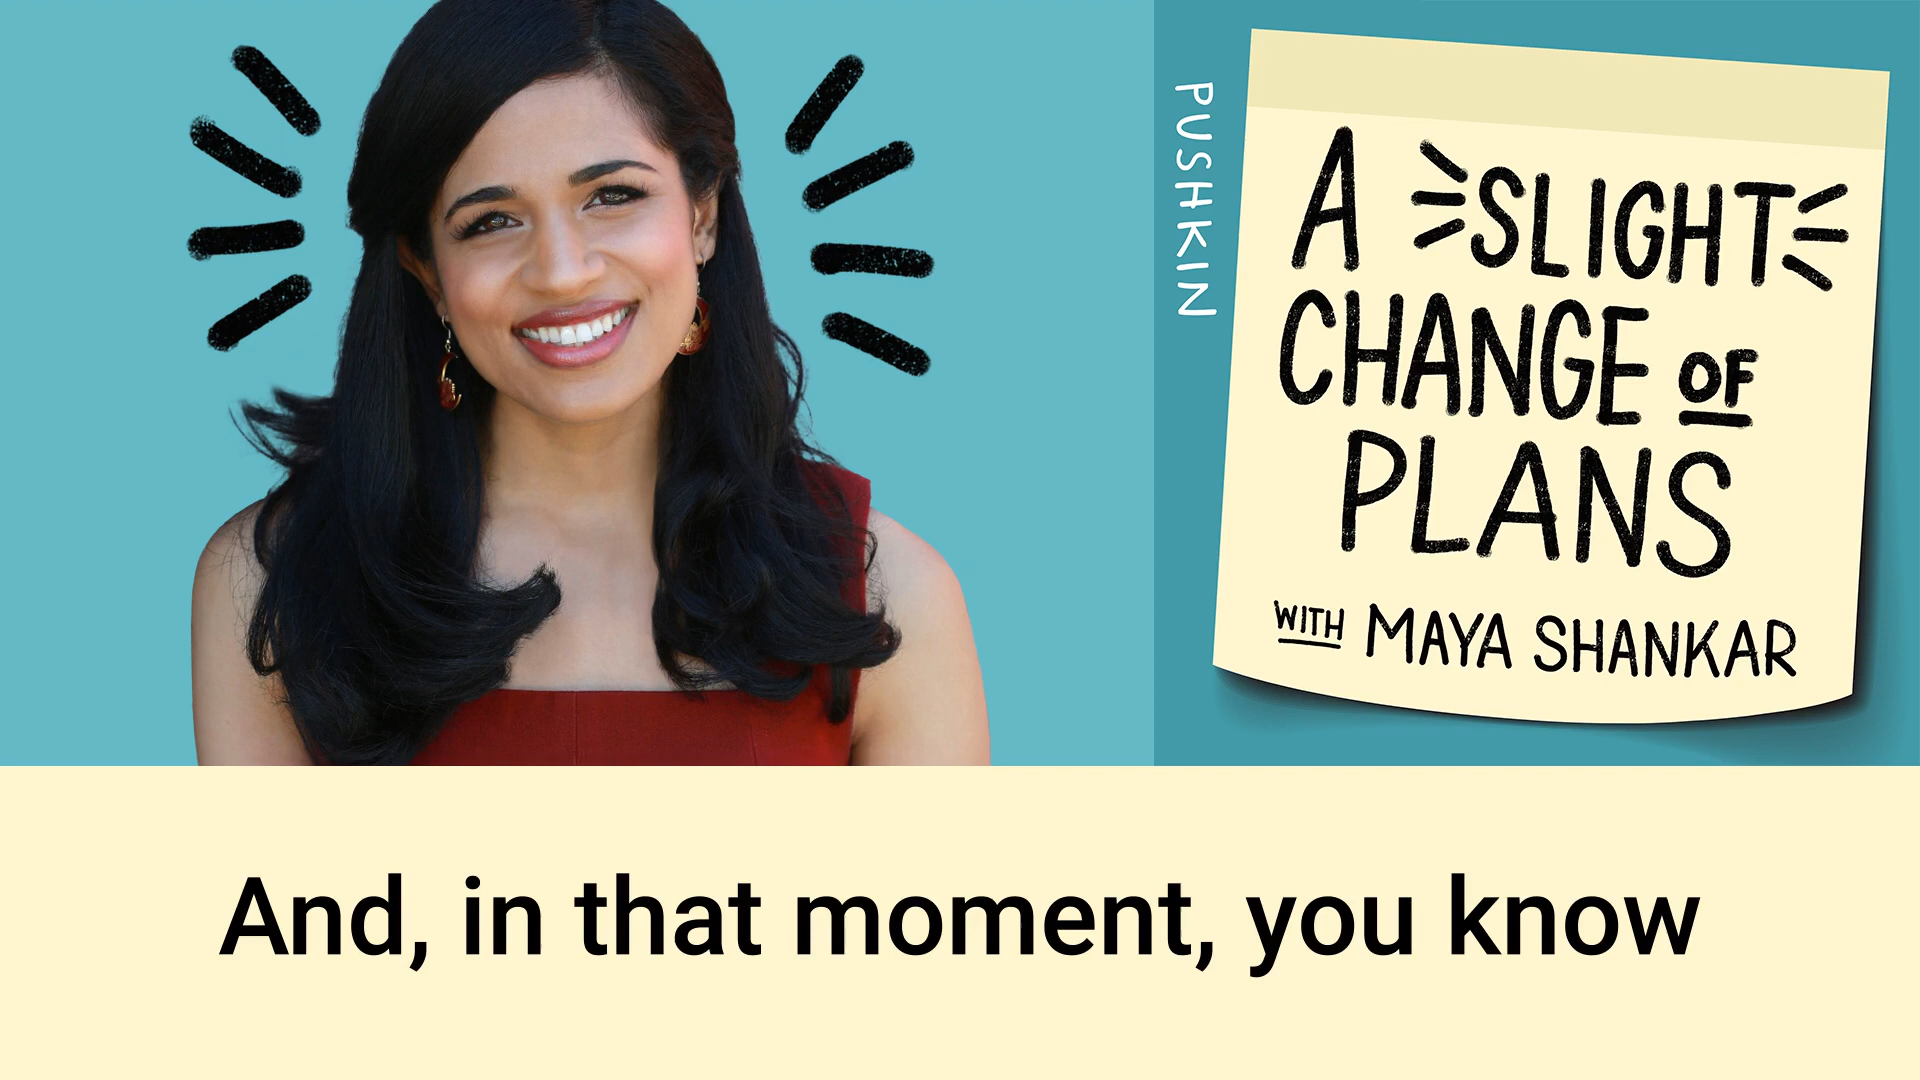 PUSHKIN
A SLIGHT
CHANGE OF
PLANS
WITH MAYA SHANKAR
And, in that moment, you know